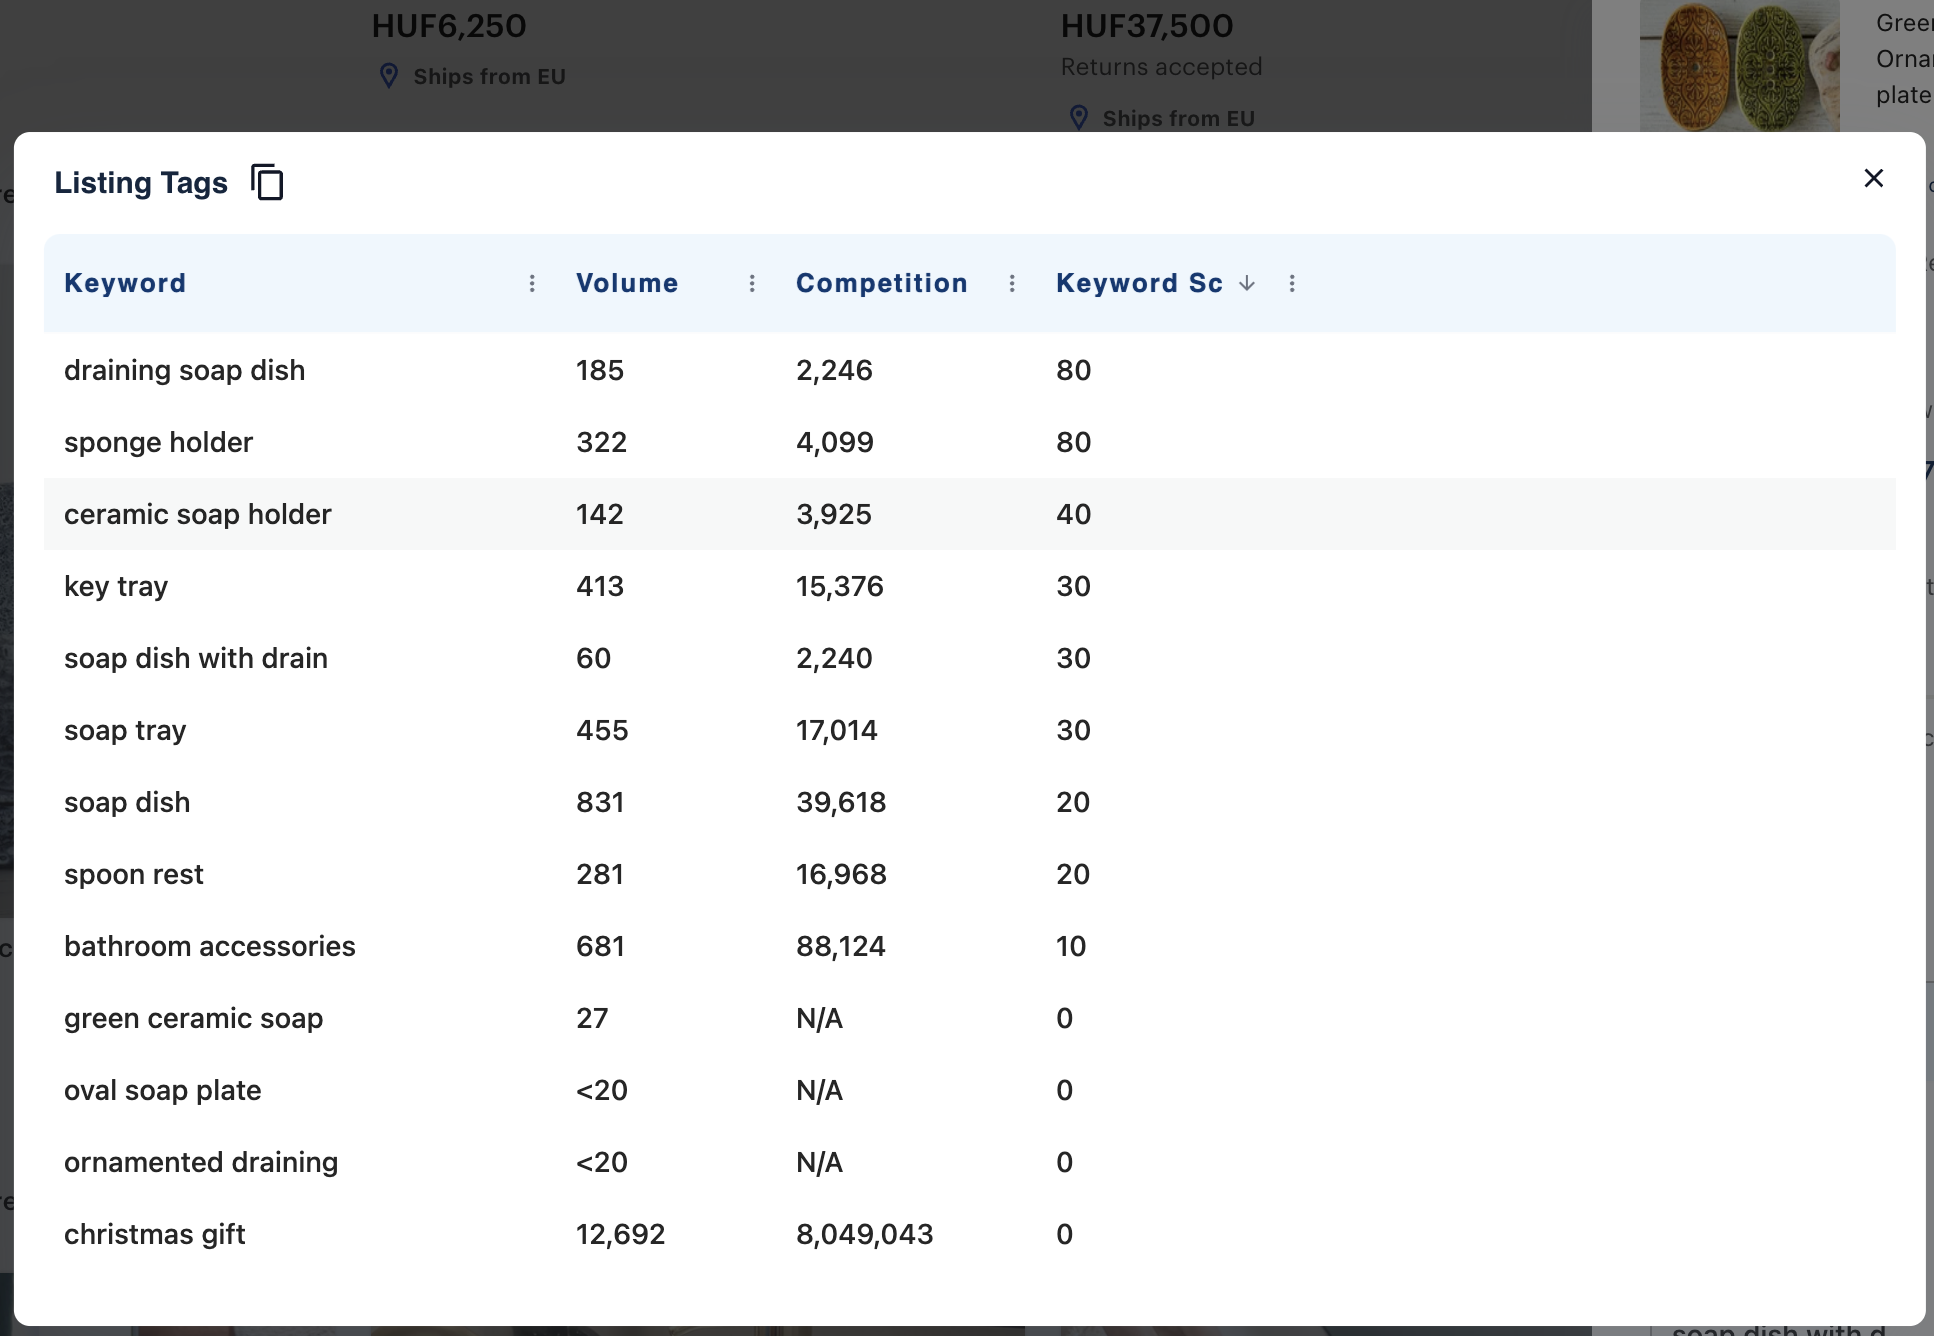 HUF6,250
Ships from EU
HUF37,500
Returns accepted
Ships from EU
plate
Listing Tags
Keyword Volume Competition Keyword Sc
draining soap dish 185 2,246 80
sponge holder 322 4,099 80
ceramic soap holder 142 3,925 40
key tray 413 15,376 30
soap dish with drain 60 2,240 30
soap tray 455 17,014 30
soap dish 831 39,618 20
spoon rest 281 16,968 20
bathroom accessories 681 88,124 10
green ceramic soap 27 N/A 0
oval soap plate <20 N/A 0
ornamented draining <20 N/A 0
christmas gift 12,692 8,049,043 0
soap dish with d